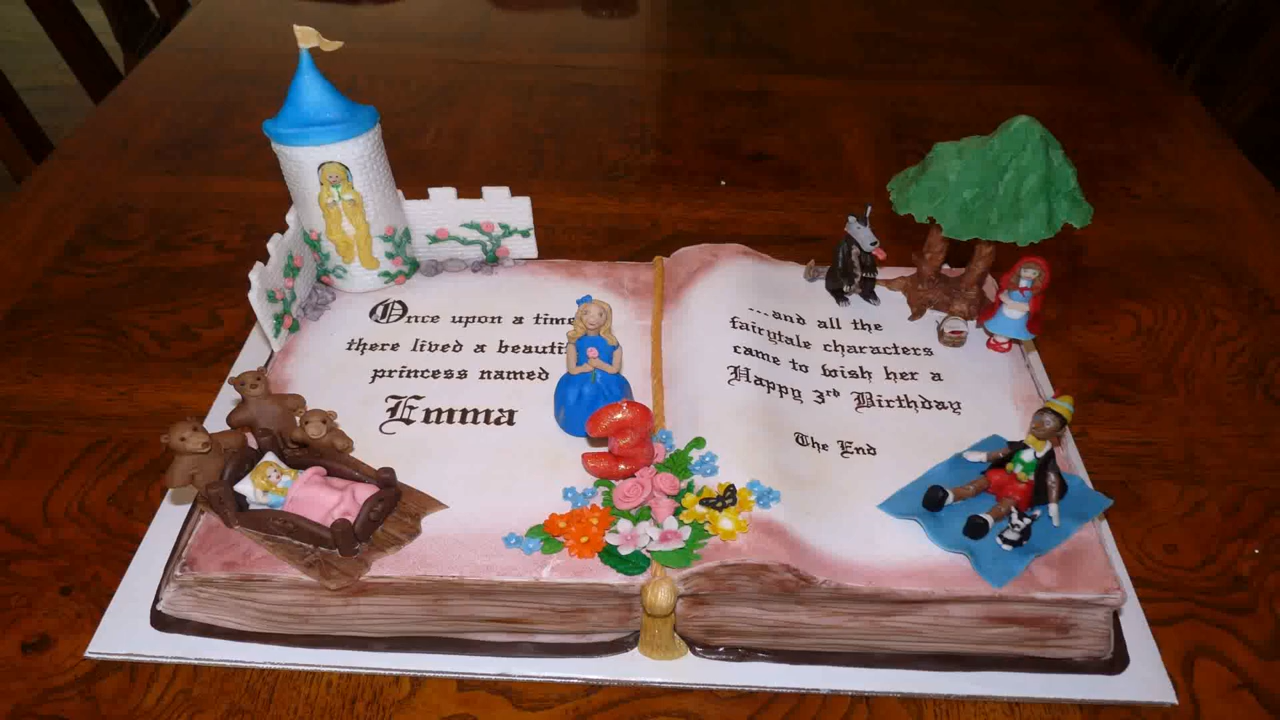 Once upon a time
there lived a beauti
princess named
Emma
3
...and all the
fairytale characters
came to wish her a
Happy 3rd Birthday
The End